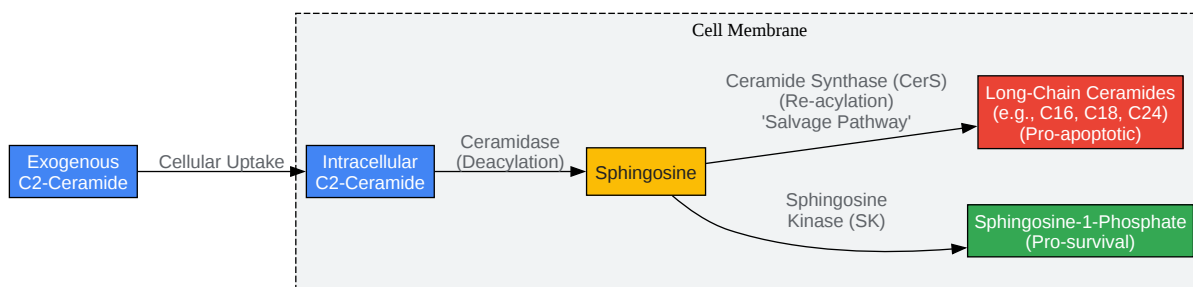 Cell Membrane
Exogenous
C2-Ceramide
Cellular Uptake
Intracellular
C2-Ceramide
Ceramidase
(Deacylation)
Sphingosine
Ceramide Synthase (CerS)
(Re-acylation)
'Salvage Pathway'
Long-Chain Ceramides
(e.g., C16, C18, C24)
(Pro-apoptotic)
Sphingosine
Kinase (SK)
Sphingosine-1-Phosphate
(Pro-survival)